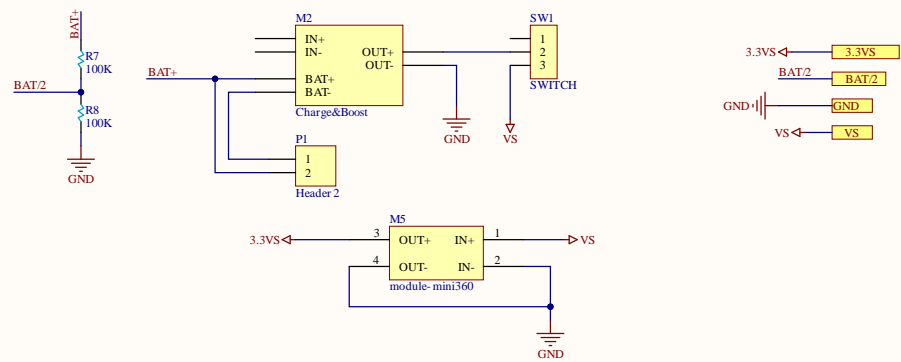 BAT+
R7
100K
BAT/2
R8
100K
GND
M2
IN+
IN-
OUT+
OUT-
BAT+
BAT+
BAT-
Charge&Boost
GND
P1
1
2
Header 2
SW1
1
2
3
SWITCH
VS
3.3VS
3.3VS
BAT/2
BAT/2
GND
GND
VS
VS
M5
3.3VS
3
OUT+
IN+
1
VS
4
OUT-
IN-
2
module-mini360
GND